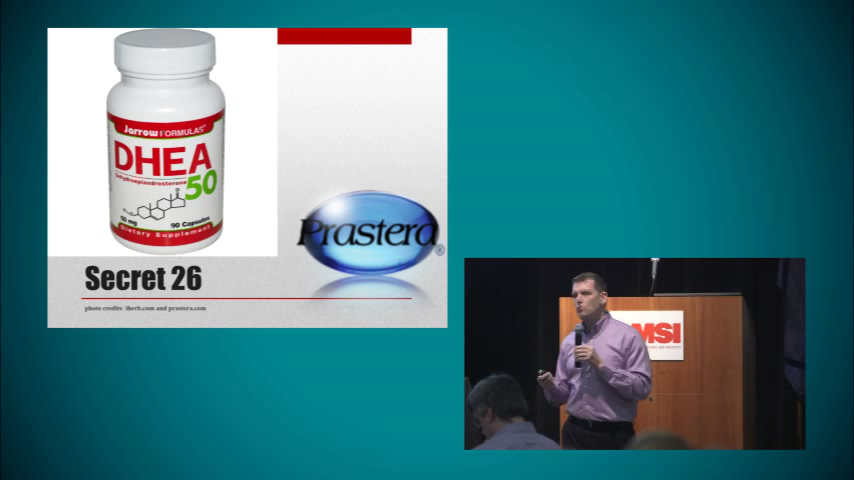 Jarrow FORMULAS®
DHEA
Dehydroepiandrosterone
50
50 mg
90 Capsules
Dietary Supplement
Prastera®
Secret 26
photo credits: iherb.com and prastera.com
MSI